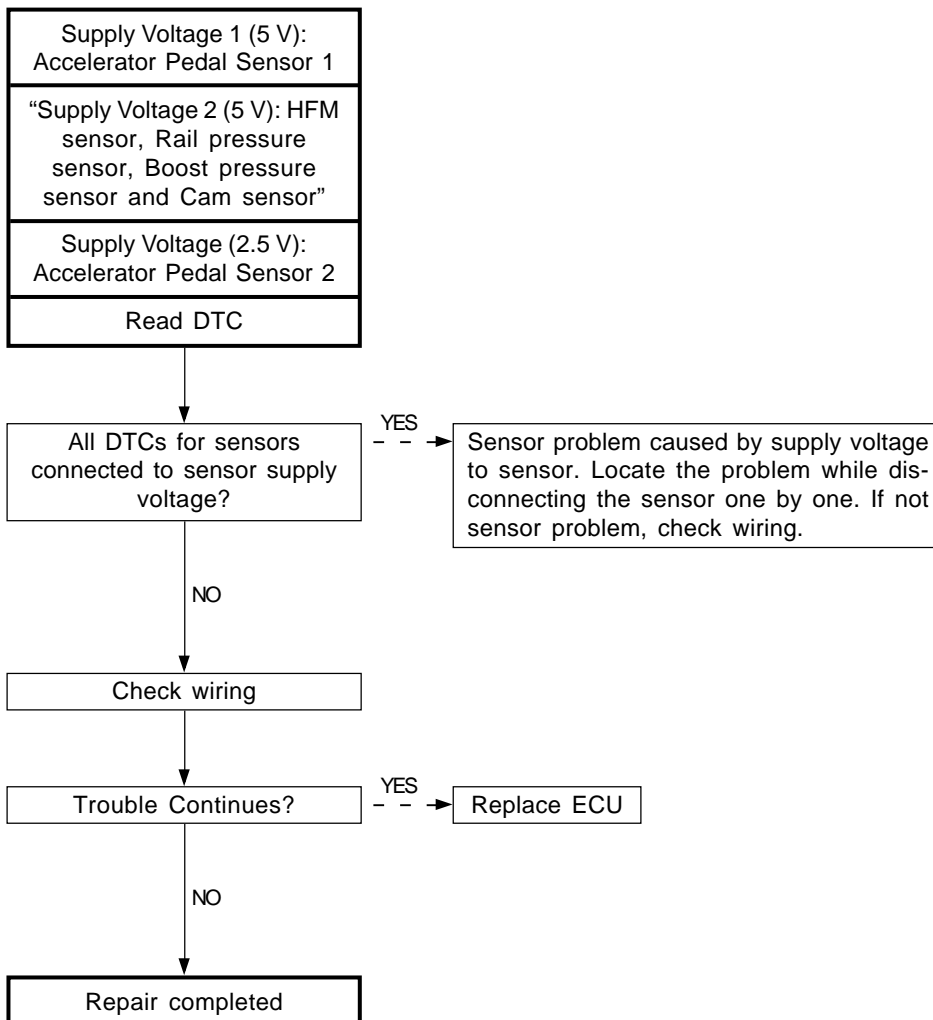 Supply Voltage 1 (5 V):
Accelerator Pedal Sensor 1
“Supply Voltage 2 (5 V): HFM
sensor, Rail pressure
sensor, Boost pressure
sensor and Cam sensor”
Supply Voltage (2.5 V):
Accelerator Pedal Sensor 2
Read DTC
All DTCs for sensors
connected to sensor supply
voltage?
YES
Sensor problem caused by supply voltage
to sensor. Locate the problem while dis-
connecting the sensor one by one. If not
sensor problem, check wiring.
NO
Check wiring
Trouble Continues?
YES
Replace ECU
NO
Repair completed